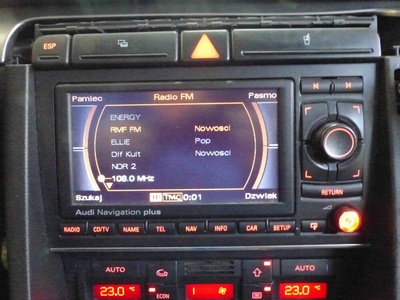 ESP
Pamiec Radio FM Pasmo
ENERGY
RMF FM Nowosci
ELLIE Pop
Dif Kult Nowosci
NDR 2
108.0 MHz
TMC 0:01
Szukaj Dzwiek
Audi Navigation plus
RETURN
RADIO CD/TV NAME TEL NAV INFO CAR SETUP
AUTO AUTO
23.0 ECON 23.0